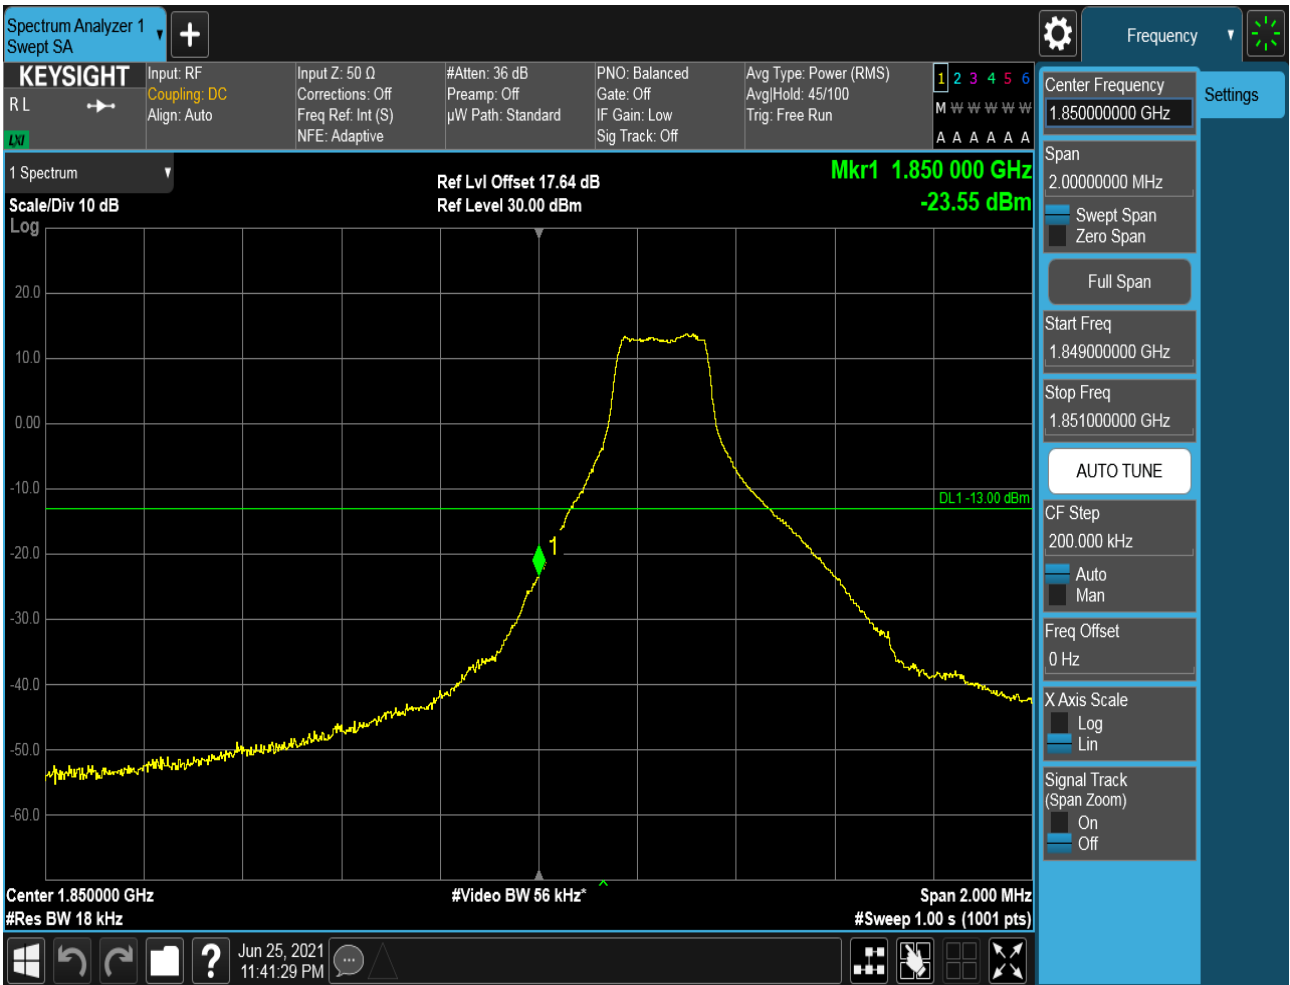 Spectrum Analyzer 1
Swept SA
Frequency
KEYSIGHT
R L
LXI
Input: RF
Coupling: DC
Align: Auto
Input Z: 50 Ω
Corrections: Off
Freq Ref: Int (S)
NFE: Adaptive
#Atten: 36 dB
Preamp: Off
µW Path: Standard
PNO: Balanced
Gate: Off
IF Gain: Low
Sig Track: Off
Avg Type: Power (RMS)
Avg|Hold: 45/100
Trig: Free Run
1 2 3 4 5 6
M W W W W W
A A A A A A
1 Spectrum
Scale/Div 10 dB
Log
Ref Lvl Offset 17.64 dB
Ref Level 30.00 dBm
Mkr1 1.850 000 GHz
-23.55 dBm
20.0
10.0
0.00
-10.0
-20.0
-30.0
-40.0
-50.0
-60.0
DL1 -13.00 dBm
1
Center 1.850000 GHz
#Res BW 18 kHz
#Video BW 56 kHz*
Span 2.000 MHz
#Sweep 1.00 s (1001 pts)
Center Frequency
1.850000000 GHz
Settings
Span
2.00000000 MHz
Swept Span
Zero Span
Full Span
Start Freq
1.849000000 GHz
Stop Freq
1.851000000 GHz
AUTO TUNE
CF Step
200.000 kHz
Auto
Man
Freq Offset
0 Hz
X Axis Scale
Log
Lin
Signal Track
(Span Zoom)
On
Off
Jun 25, 2021
11:41:29 PM